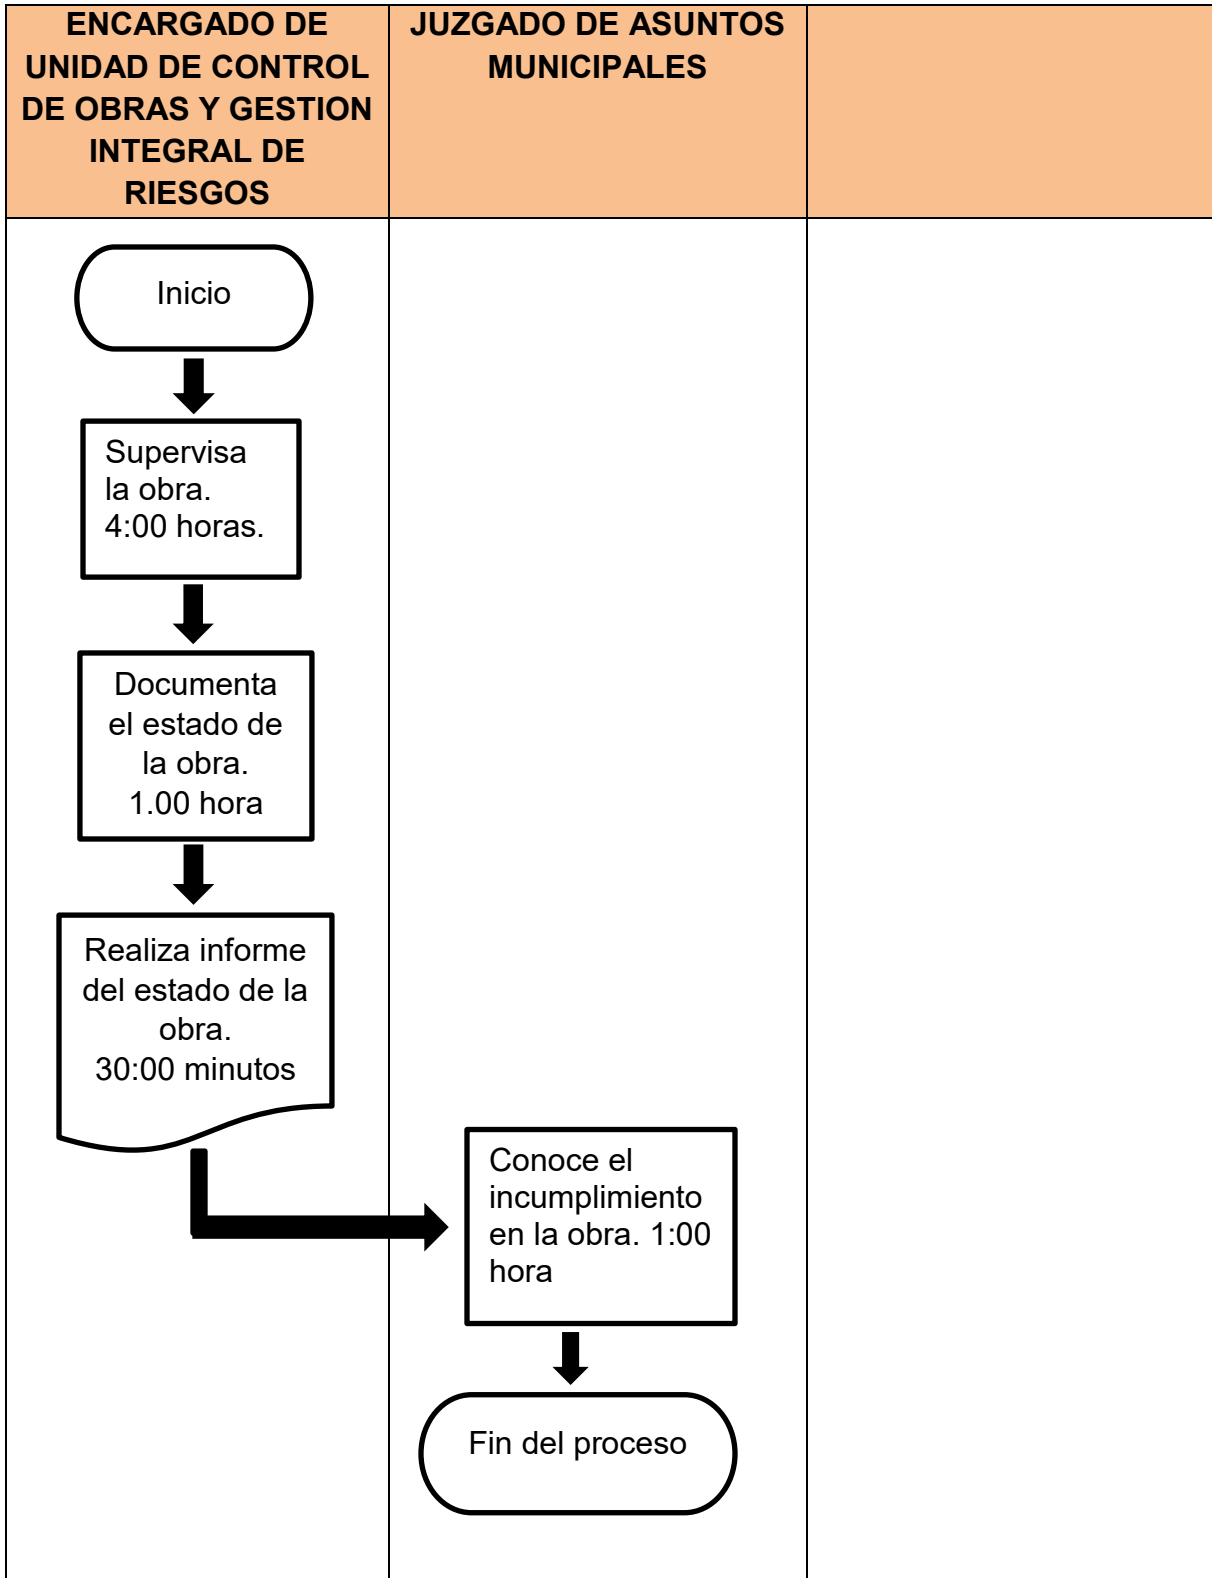 ENCARGADO DE
UNIDAD DE CONTROL
DE OBRAS Y GESTION
INTEGRAL DE
RIESGOS
JUZGADO DE ASUNTOS
MUNICIPALES
Inicio
Supervisa
la obra.
4:00 horas.
Documenta
el estado de
la obra.
1.00 hora
Realiza informe
del estado de la
obra.
30:00 minutos
Conoce el
incumplimiento
en la obra. 1:00
hora
Fin del proceso